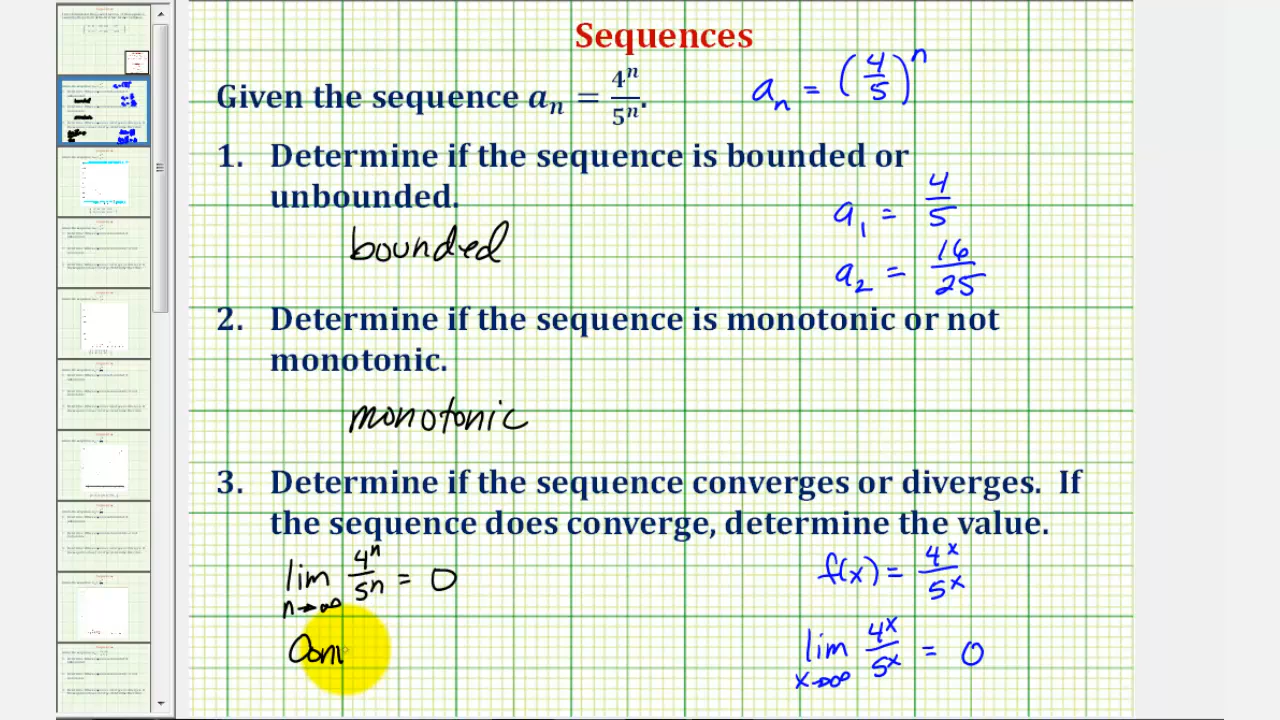 Sequences
Given the sequence aₙ = 4ⁿ/5ⁿ.
aₙ = (4/5)ⁿ
1. Determine if the sequence is bounded or
unbounded.
a₁ = 4/5
bounded
a₂ = 16/25
2. Determine if the sequence is monotonic or not
monotonic.
monotonic
3. Determine if the sequence converges or diverges. If
the sequence does converge, determine the value.
lim n→∞ 4ⁿ/5ⁿ = 0
f(x) = 4ˣ/5ˣ
Con
lim x→∞ 4ˣ/5ˣ = 0